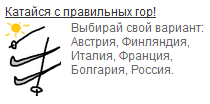 Катайся с правильных гор!
Выбирай свой вариант:
Австрия, Финляндия,
Италия, Франция,
Болгария, Россия.